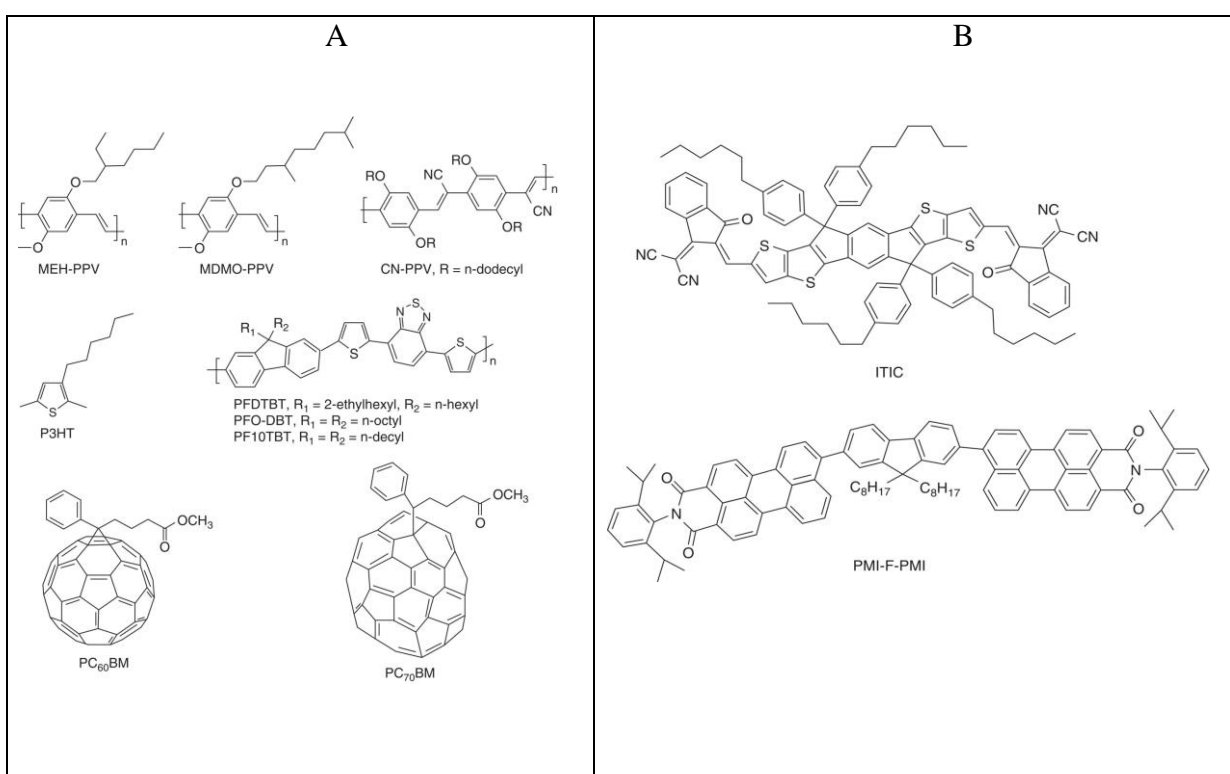 A
B
MEH-PPV
MDMO-PPV
CN-PPV, R = n-dodecyl
P3HT
PFDTBT, R₁ = 2-ethylhexyl, R₂ = n-hexyl
PFO-DBT, R₁ = R₂ = n-octyl
PF10TBT, R₁ = R₂ = n-decyl
PC₆₀BM
PC₇₀BM
ITIC
PMI-F-PMI
O
O
n
O
O
n
RO
NC
OR
OR
RO
CN
n
S
R₁
R₂
S
N
S
N
S
n
OCH₃
O
OCH₃
O
O
NC
CN
S
S
S
S
NC
CN
O
O
N
O
C₈H₁₇
C₈H₁₇
O
N
O